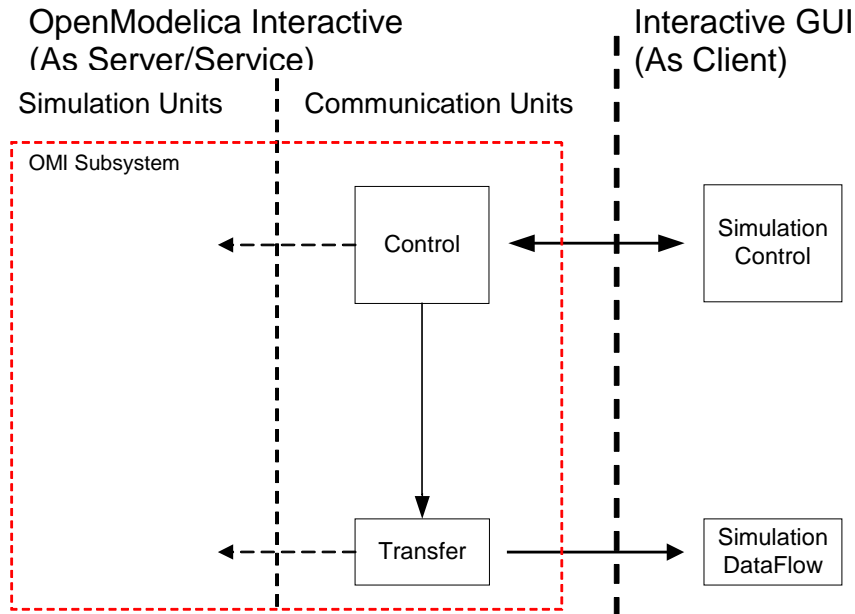 OpenModelica Interactive
(As Server/Service)
Interactive GUI
(As Client)
Simulation Units
Communication Units
OMI Subsystem
Control
Simulation
Control
Transfer
Simulation
DataFlow